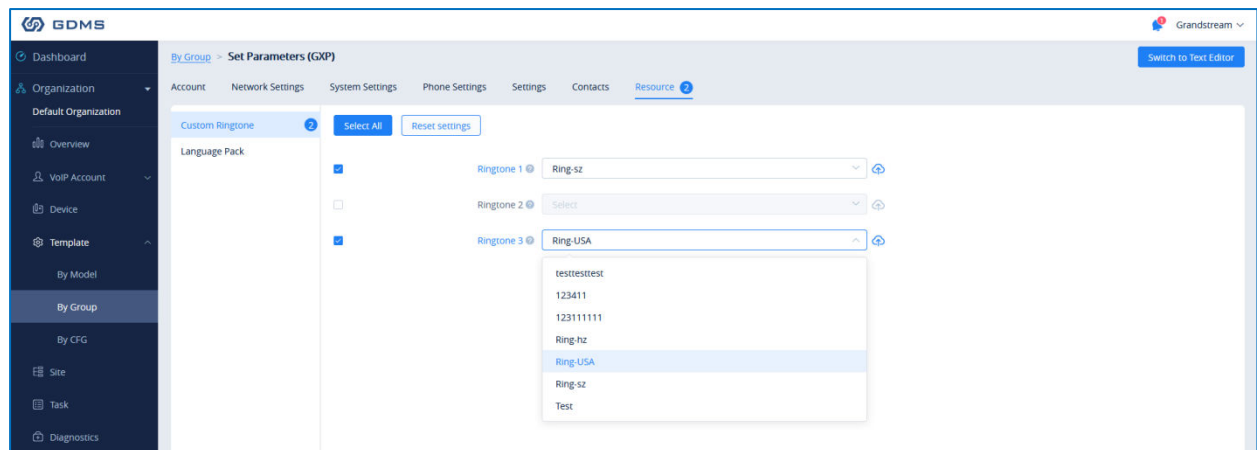 GDMS
1
Grandstream
Dashboard
By Group > Set Parameters (GXP)
Switch to Text Editor
Organization
Default Organization
Account Network Settings System Settings Phone Settings Settings Contacts Resource 2
Custom Ringtone 2
Select All Reset settings
Overview
Language Pack
VoIP Account
Ringtone 1 Ring-sz
Device
Ringtone 2 Select
Template
Ringtone 3 Ring-USA
By Model
testtesttest
123411
By Group
123111111
By CFG
Ring-hz
Ring-USA
Site
Ring-sz
Task
Test
Diagnostics